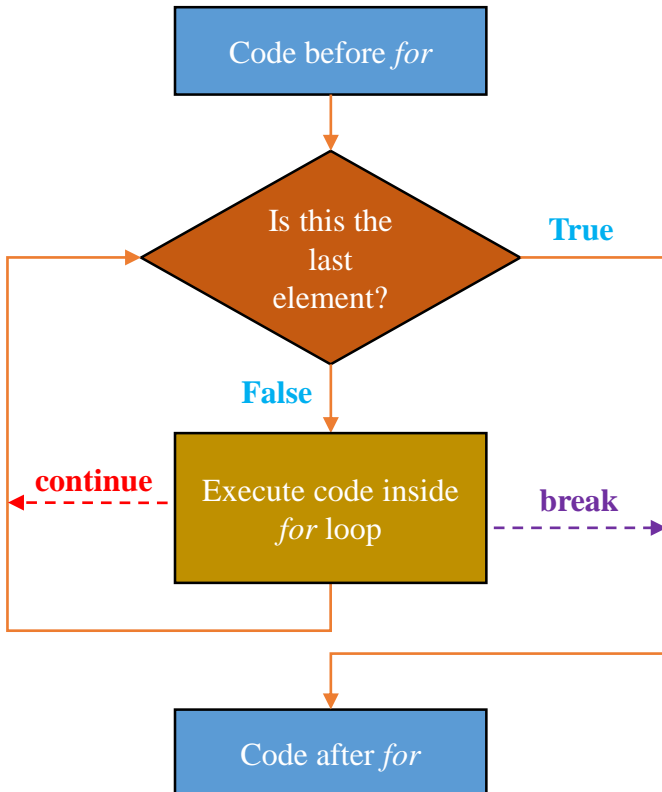 Code before for
Is this the
last
element?
True
False
continue
Execute code inside
for loop
break
Code after for